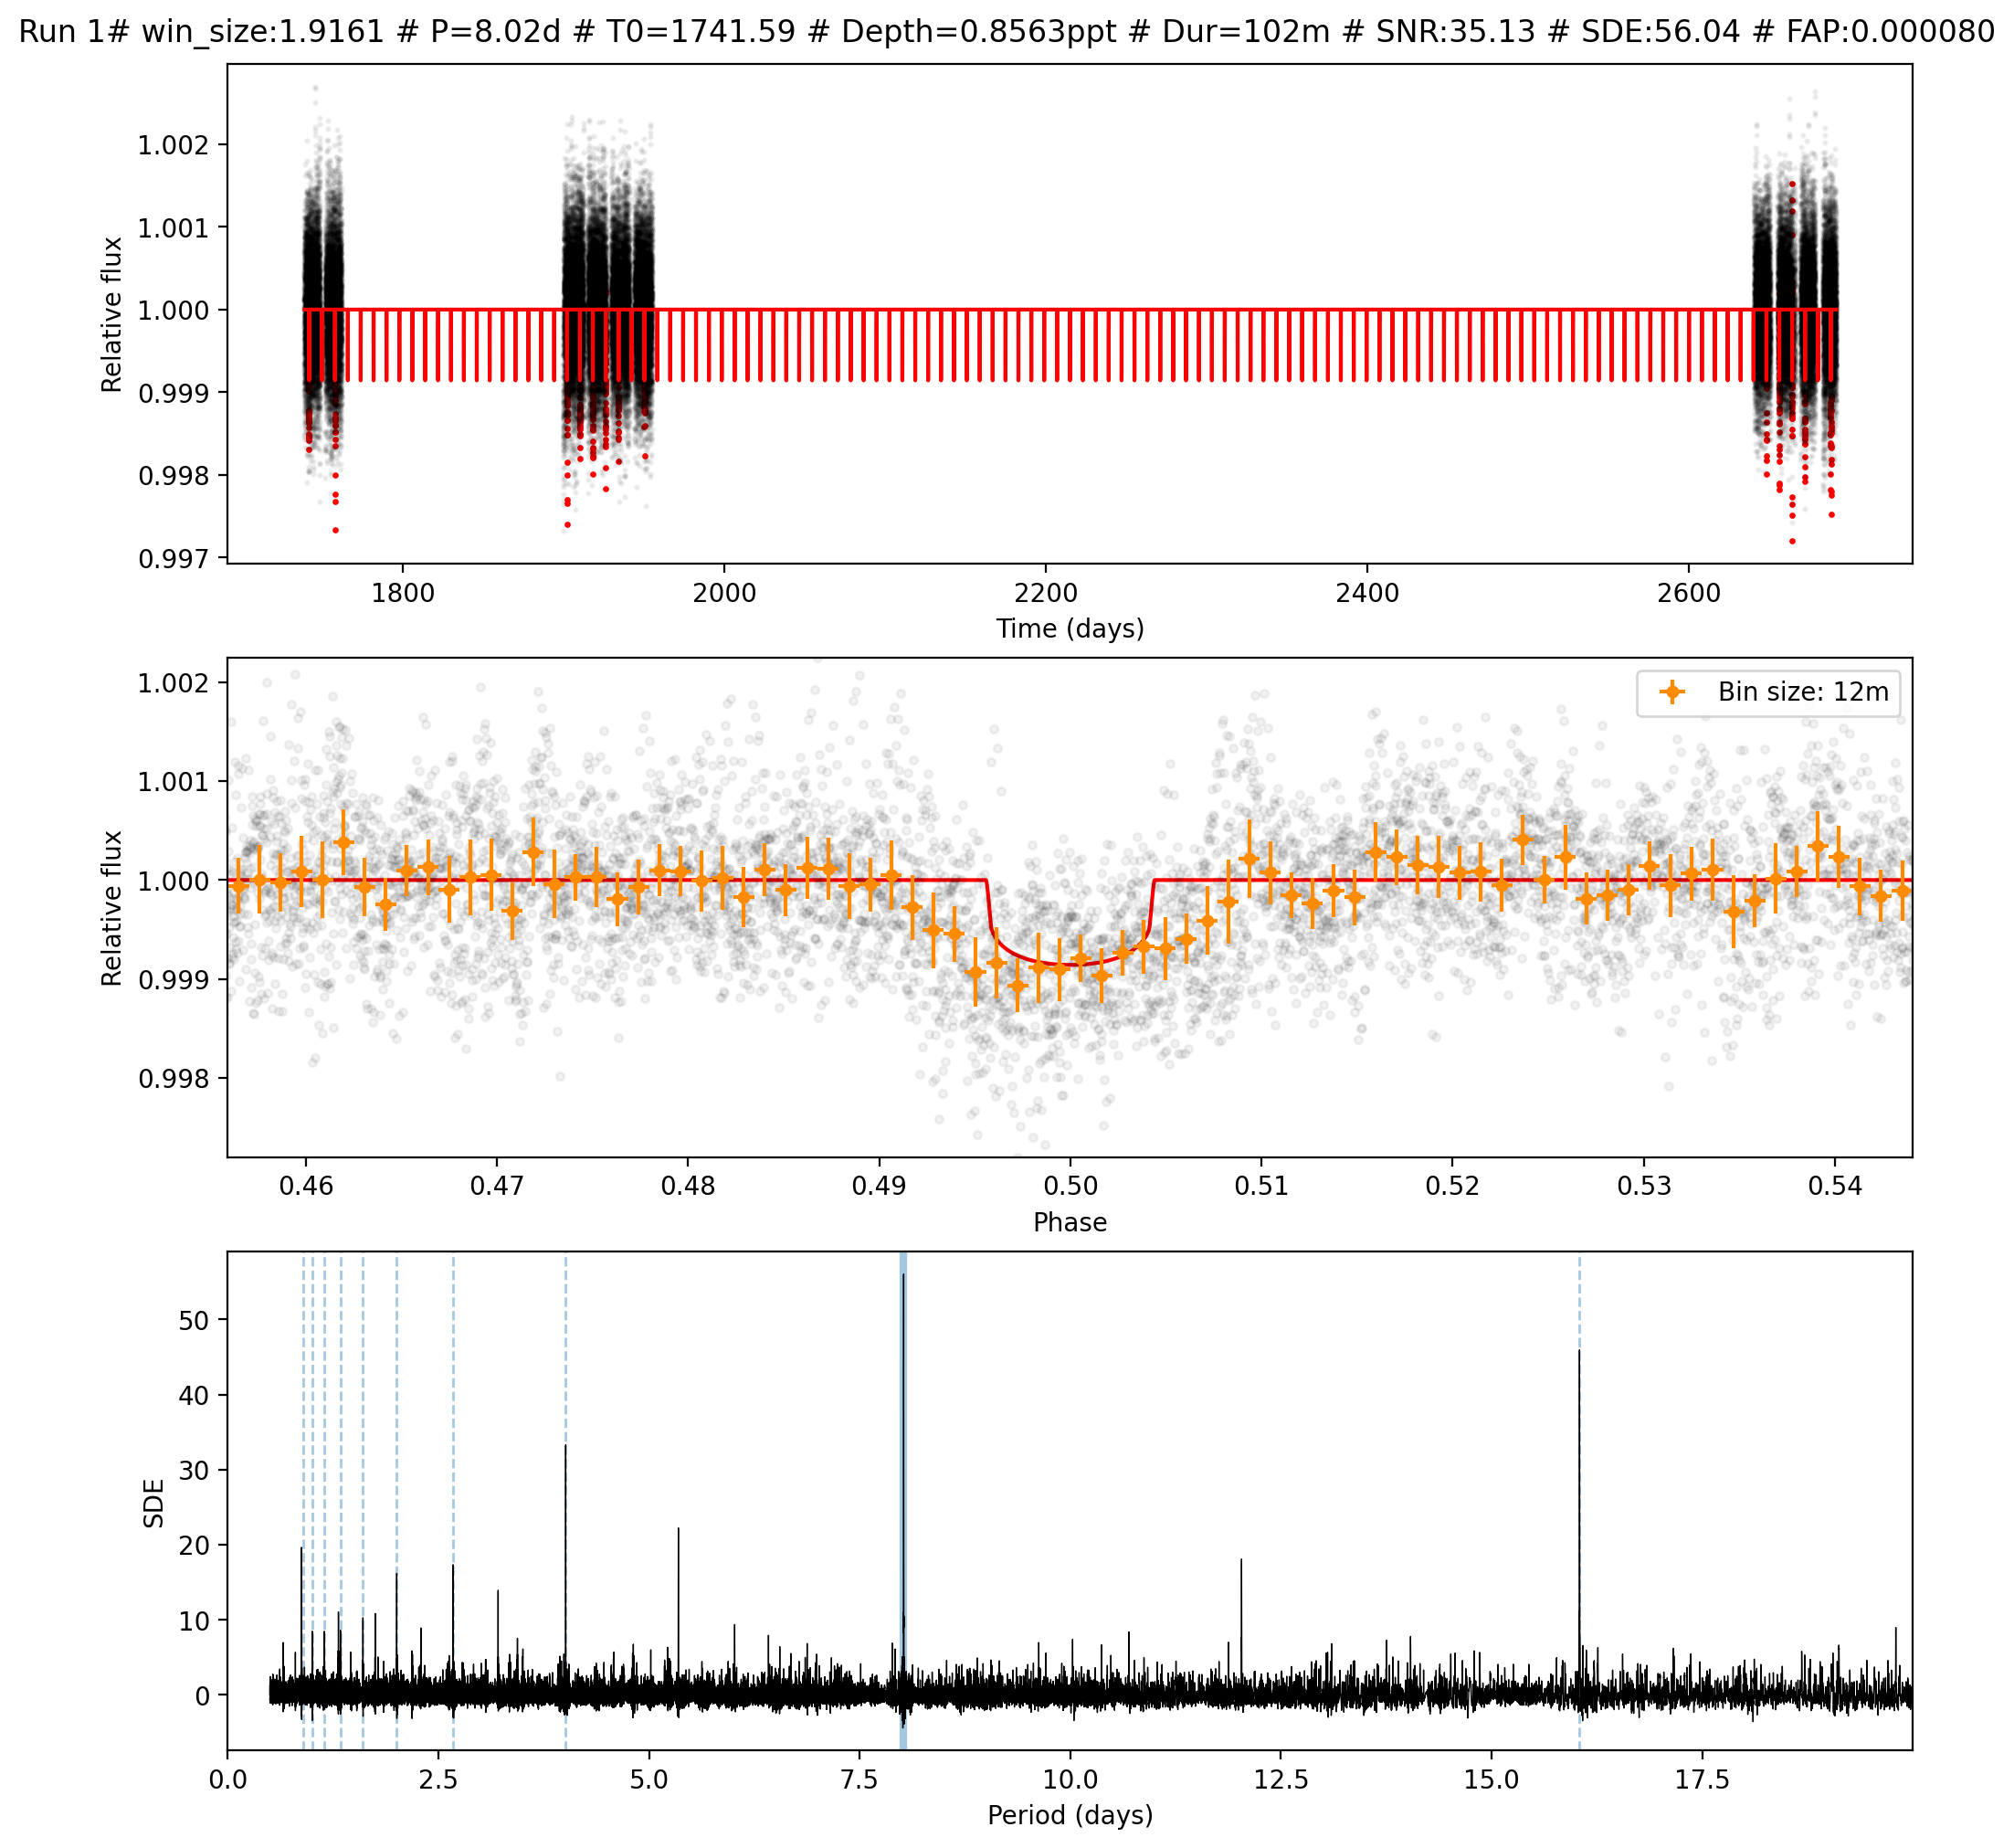 Run 1# win_size:1.9161 # P=8.02d # T0=1741.59 # Depth=0.8563ppt # Dur=102m # SNR:35.13 # SDE:56.04 # FAP:0.000080
1.002
1.001
1.000
0.999
0.998
0.997
Relative flux
1800 2000 2200 2400 2600
Time (days)
Bin size: 12m
1.002
1.001
1.000
0.999
0.998
Relative flux
0.46 0.47 0.48 0.49 0.50 0.51 0.52 0.53 0.54
Phase
50
40
30
20
10
0
SDE
0.0 2.5 5.0 7.5 10.0 12.5 15.0 17.5
Period (days)